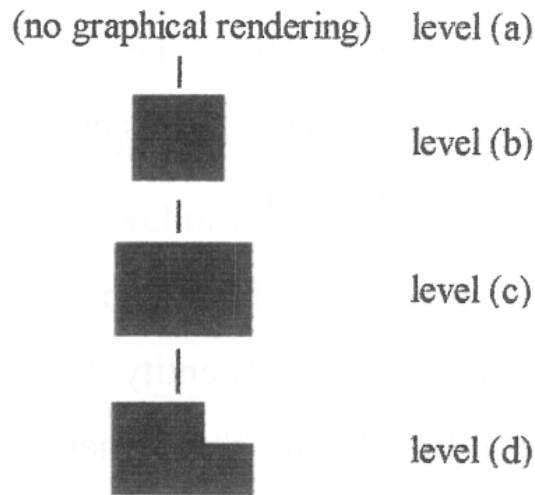 (no graphical rendering) level (a)
level (b)
level (c)
level (d)